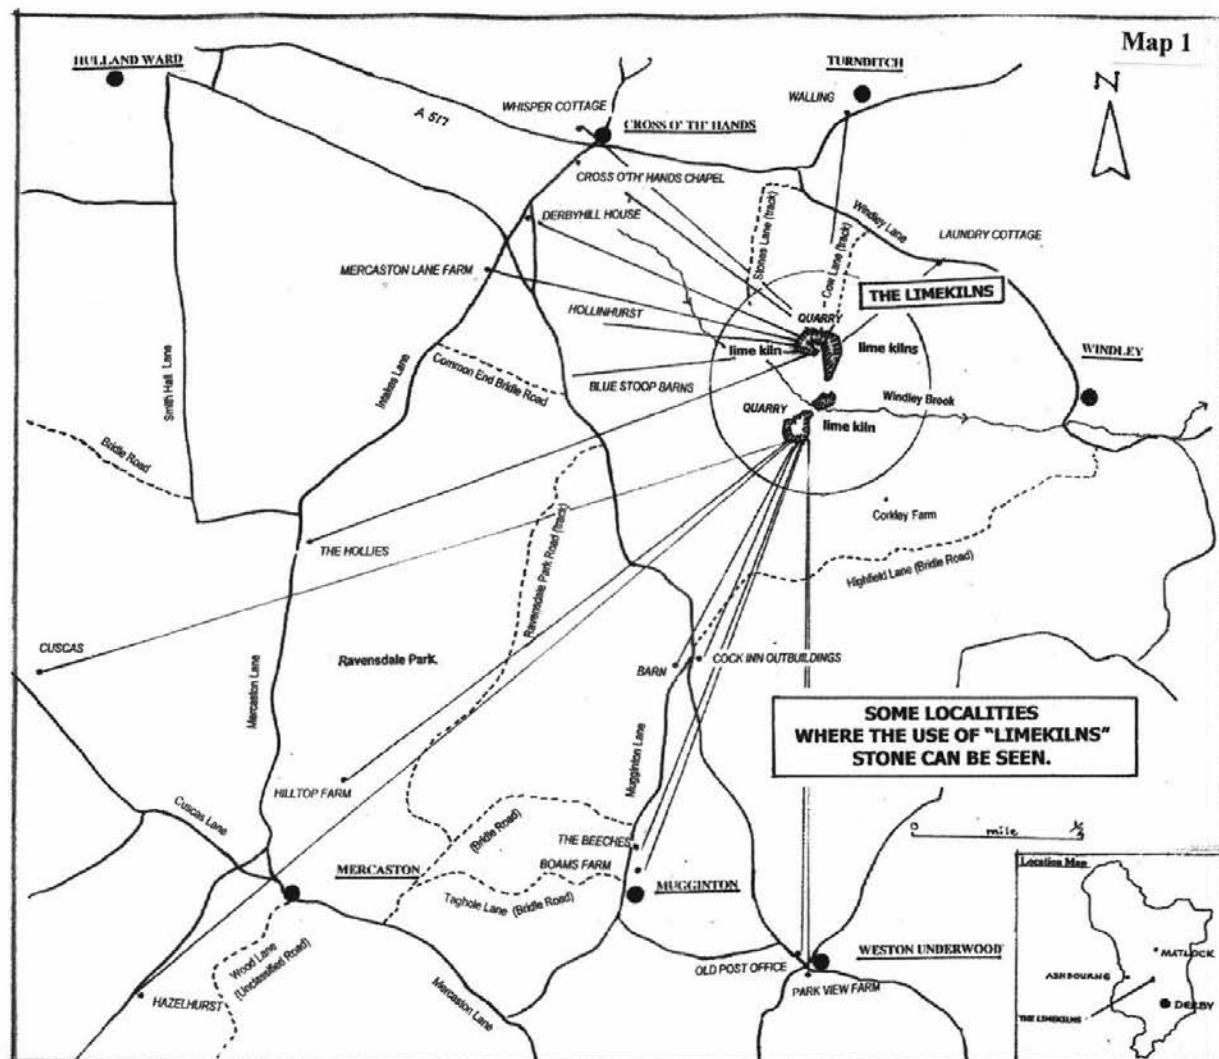 Map 1
HULLAND WARD
TURNDITCH
N
WALLING
WHISPER COTTAGE
A 517
CROSS O' TH' HANDS
CROSS O'TH' HANDS CHAPEL
DERBYHILL HOUSE
Stones Lane (track)
Windley Lane
Cow Lane (track)
LAUNDRY COTTAGE
MERCASTON LANE FARM
THE LIMEKILNS
HOLLINHURST
QUARRY
lime kiln
lime kilns
WINDLEY
Smith Hall Lane
Intakes Lane
Common End Bridle Road
BLUE STOOP BARNS
QUARRY
Windley Brook
lime kiln
Bridle Road
Corkley Farm
THE HOLLIES
Ravensdale Park Road (track)
Highfield Lane (Bridle Road)
CUSCAS
Ravensdale Park.
BARN
COCK INN OUTBUILDINGS
Mercaston Lane
SOME LOCALITIES
WHERE THE USE OF "LIMEKILNS"
STONE CAN BE SEEN.
Mugginton Lane
HILLTOP FARM
Cuscas Lane
(Bridle Road)
THE BEECHES
0 mile ½
MERCASTON
BOAMS FARM
MUGGINTON
Taghole Lane (Bridle Road)
Location Map
Wood Lane
(Unclassified Road)
WESTON UNDERWOOD
OLD POST OFFICE
MATLOCK
HAZELHURST
Mercaston Lane
PARK VIEW FARM
ASHBOURNE
DERBY
THE LIMEKILNS